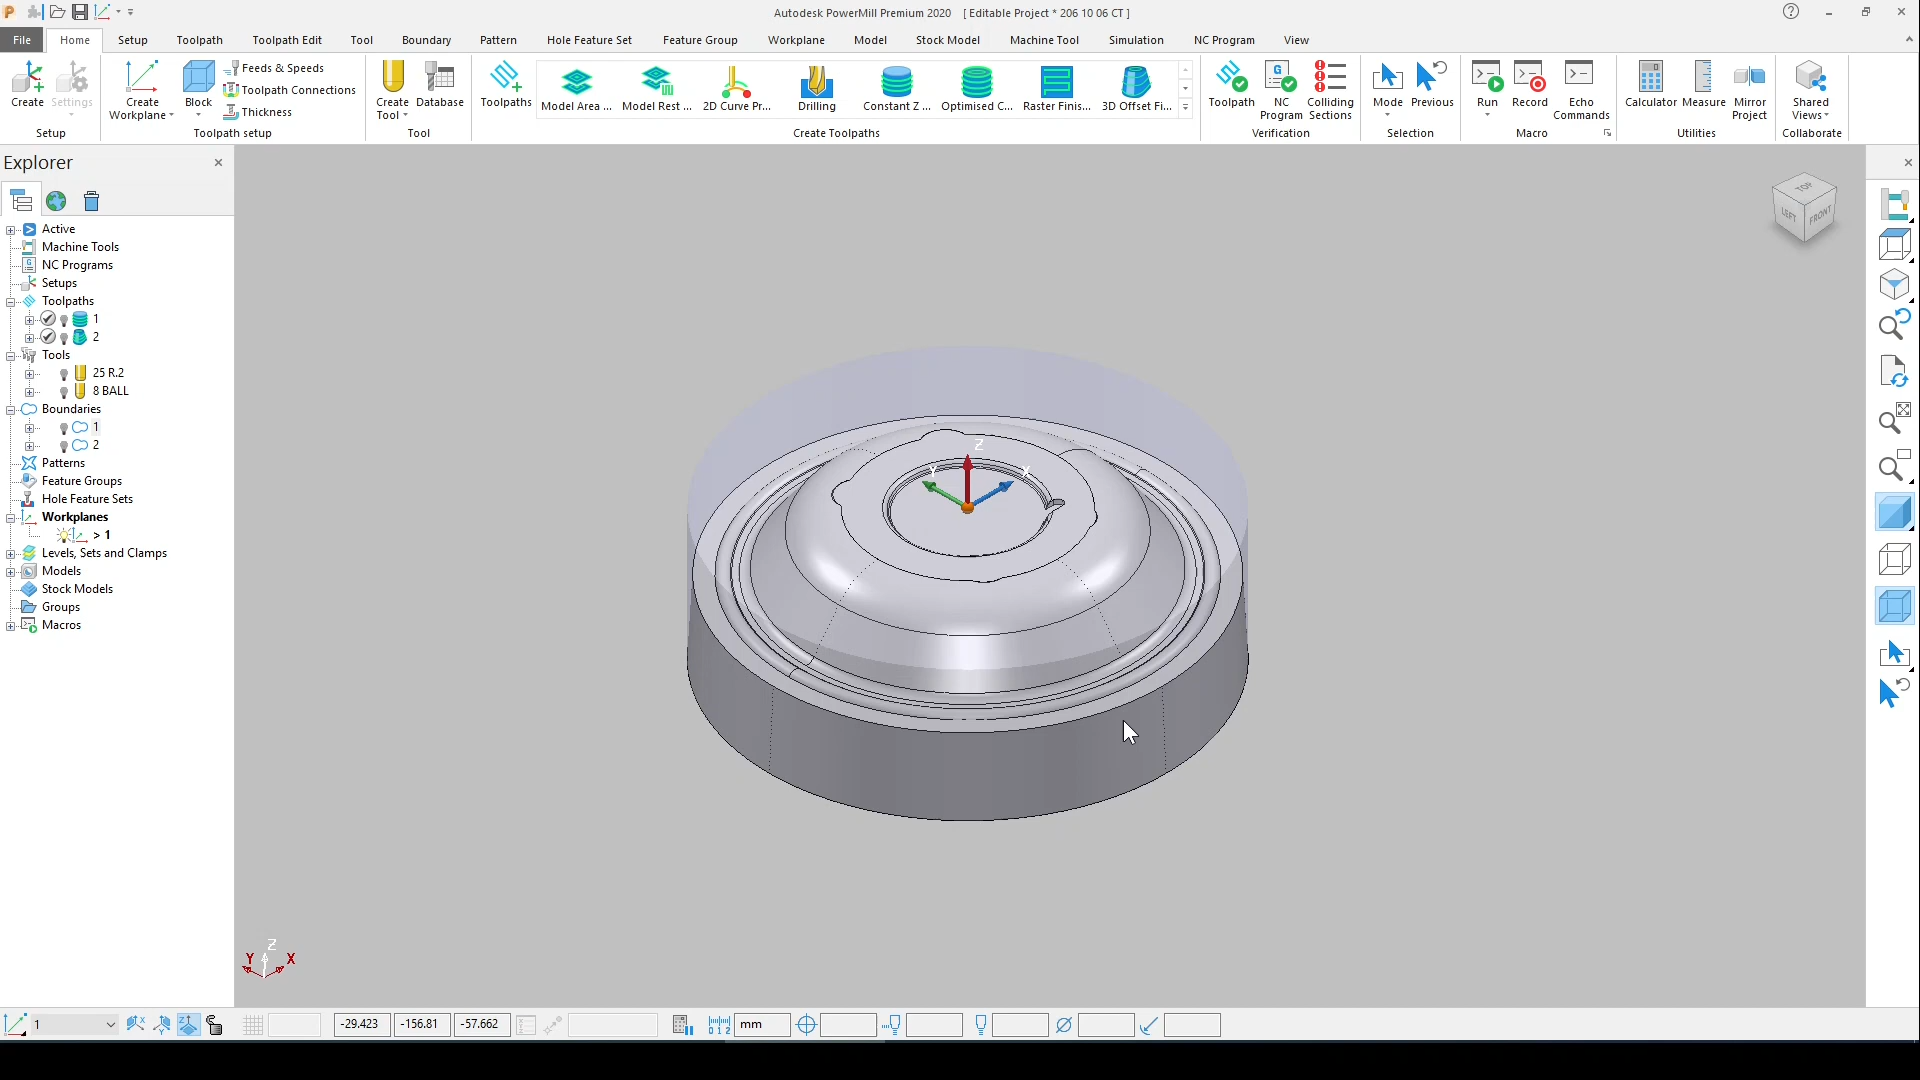 Autodesk PowerMill Premium 2020 [ Editable Project * 206 10 06 CT ]
File Home Setup Toolpath Toolpath Edit Tool Boundary Pattern Hole Feature Set Feature Group Workplane Model Stock Model Machine Tool Simulation NC Program View
Create
Settings
Setup
Create
Workplane
Block
Feeds & Speeds
Toolpath Connections
Thickness
Toolpath setup
Create
Tool
Database
Tool
Toolpaths
Model Area ...
Model Rest ...
2D Curve Pr...
Drilling
Constant Z ...
Optimised C...
Raster Finis...
3D Offset Fi...
Create Toolpaths
Toolpath
NC
Program
Colliding
Sections
Verification
Mode
Previous
Selection
Run
Record
Echo
Commands
Macro
Calculator
Measure
Mirror
Project
Utilities
Shared
Views
Collaborate
Explorer
Active
Machine Tools
NC Programs
Setups
Toolpaths
1
2
Tools
25 R.2
8 BALL
Boundaries
1
2
Patterns
Feature Groups
Hole Feature Sets
Workplanes
> 1
Levels, Sets and Clamps
Models
Stock Models
Groups
Macros
TOP
LEFT
FRONT
Z
Y
X
Z
Y
X
1
-29.423
-156.81
-57.662
mm